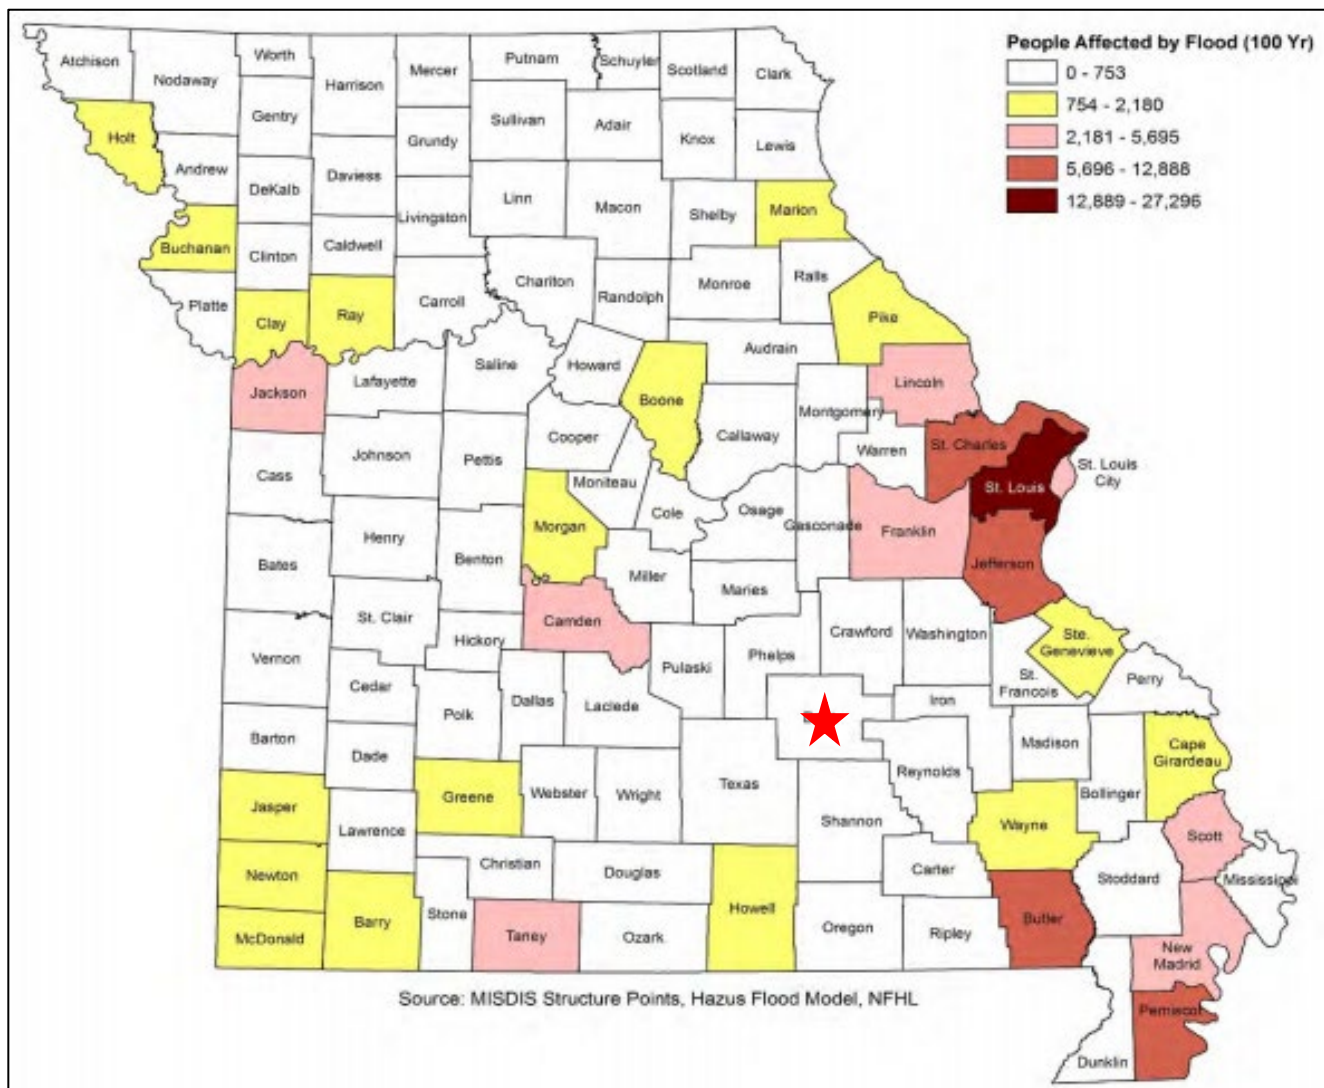 People Affected by Flood (100 Yr)
0 - 753
754 - 2,180
2,181 - 5,695
5,696 - 12,888
12,889 - 27,296
Atchison
Nodaway
Worth
Harrison
Mercer
Putnam
Schuyler
Scotland
Clark
Holt
Gentry
Sullivan
Adair
Knox
Lewis
Andrew
DeKalb
Daviess
Grundy
Linn
Macon
Shelby
Marion
Buchanan
Clinton
Caldwell
Livingston
Chariton
Randolph
Monroe
Ralls
Platte
Clay
Ray
Carroll
Saline
Howard
Audrain
Pike
Jackson
Lafayette
Boone
Callaway
Montgomery
Lincoln
Cass
Johnson
Pettis
Cooper
Moniteau
Warren
St. Charles
St. Louis
St. Louis
City
Bates
Henry
Benton
Morgan
Cole
Osage
Gasconade
Franklin
Jefferson
Miller
Maries
St. Clair
Hickory
Camden
Pulaski
Phelps
Crawford
Washington
Ste.
Genevieve
St.
Francois
Perry
Vernon
Cedar
Polk
Dallas
Laclede
Iron
Madison
Cape
Girardeau
Barton
Dade
Texas
Reynolds
Bollinger
Jasper
Greene
Webster
Wright
Shannon
Wayne
Scott
Lawrence
Christian
Douglas
Carter
Stoddard
Mississippi
Newton
Barry
Stone
Taney
Ozark
Howell
Oregon
Ripley
Butler
New
Madrid
McDonald
Pemiscot
Dunklin
Source: MISDIS Structure Points, Hazus Flood Model, NFHL